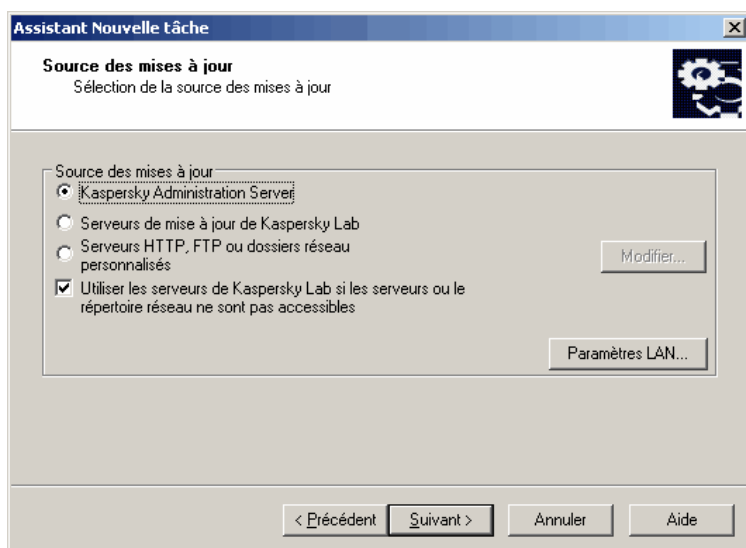 Assistant Nouvelle tâche
Source des mises à jour
Sélection de la source des mises à jour
Source des mises à jour
Kaspersky Administration Server
Serveurs de mise à jour de Kaspersky Lab
Serveurs HTTP, FTP ou dossiers réseau
personnalisés
Modifier...
Utiliser les serveurs de Kaspersky Lab si les serveurs ou le
répertoire réseau ne sont pas accessibles
Paramètres LAN...
< Précédent
Suivant >
Annuler
Aide